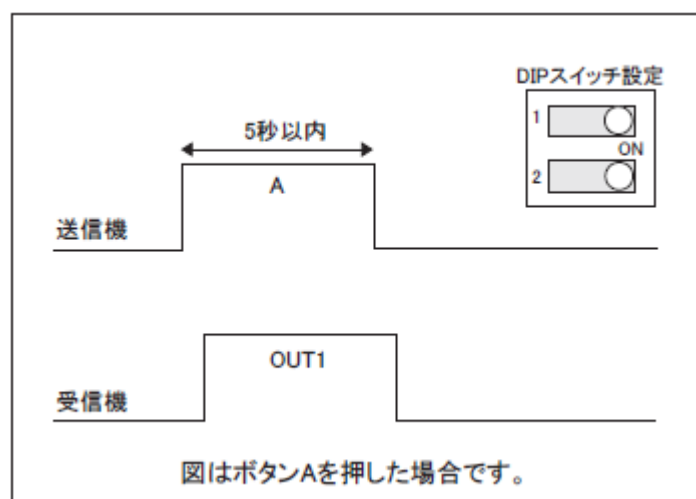 DIPスイッチ設定
1
ON
2
5秒以内
A
送信機
OUT1
受信機
図はボタンAを押した場合です。